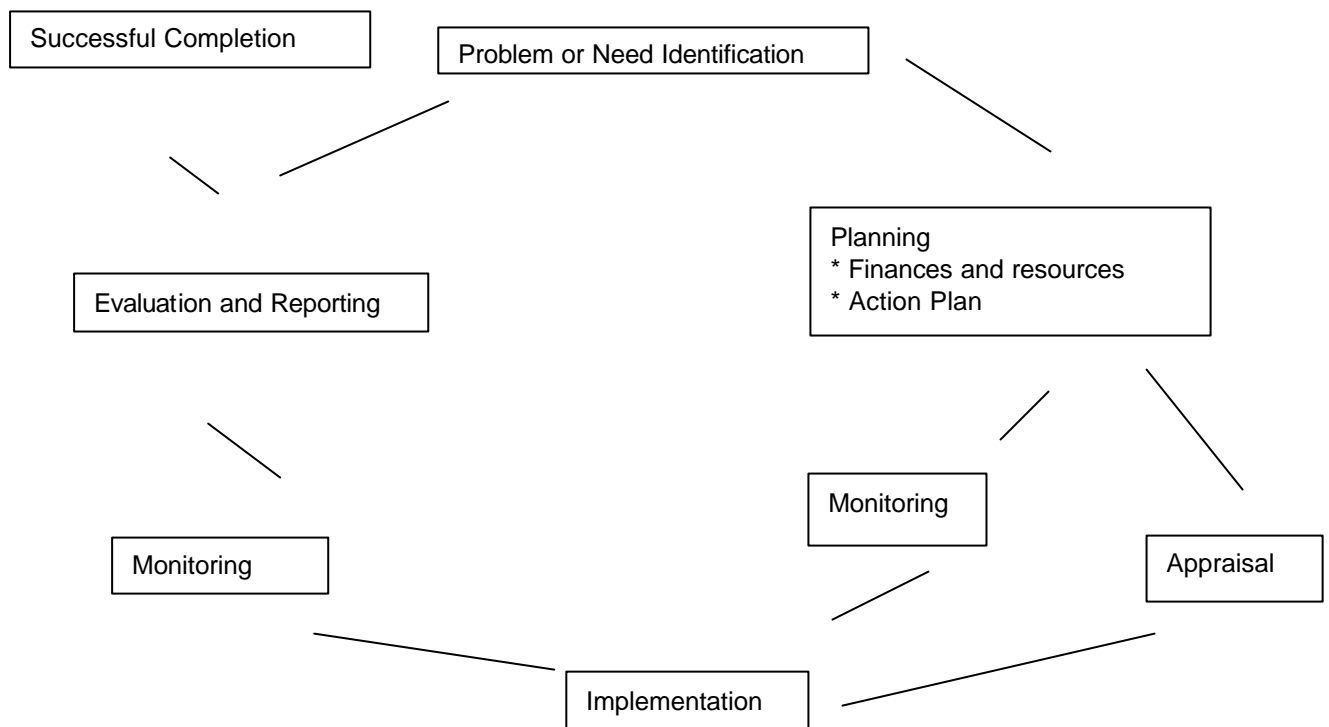 Successful Completion
Problem or Need Identification
Planning
* Finances and resources
* Action Plan
Evaluation and Reporting
Monitoring
Monitoring
Appraisal
Implementation